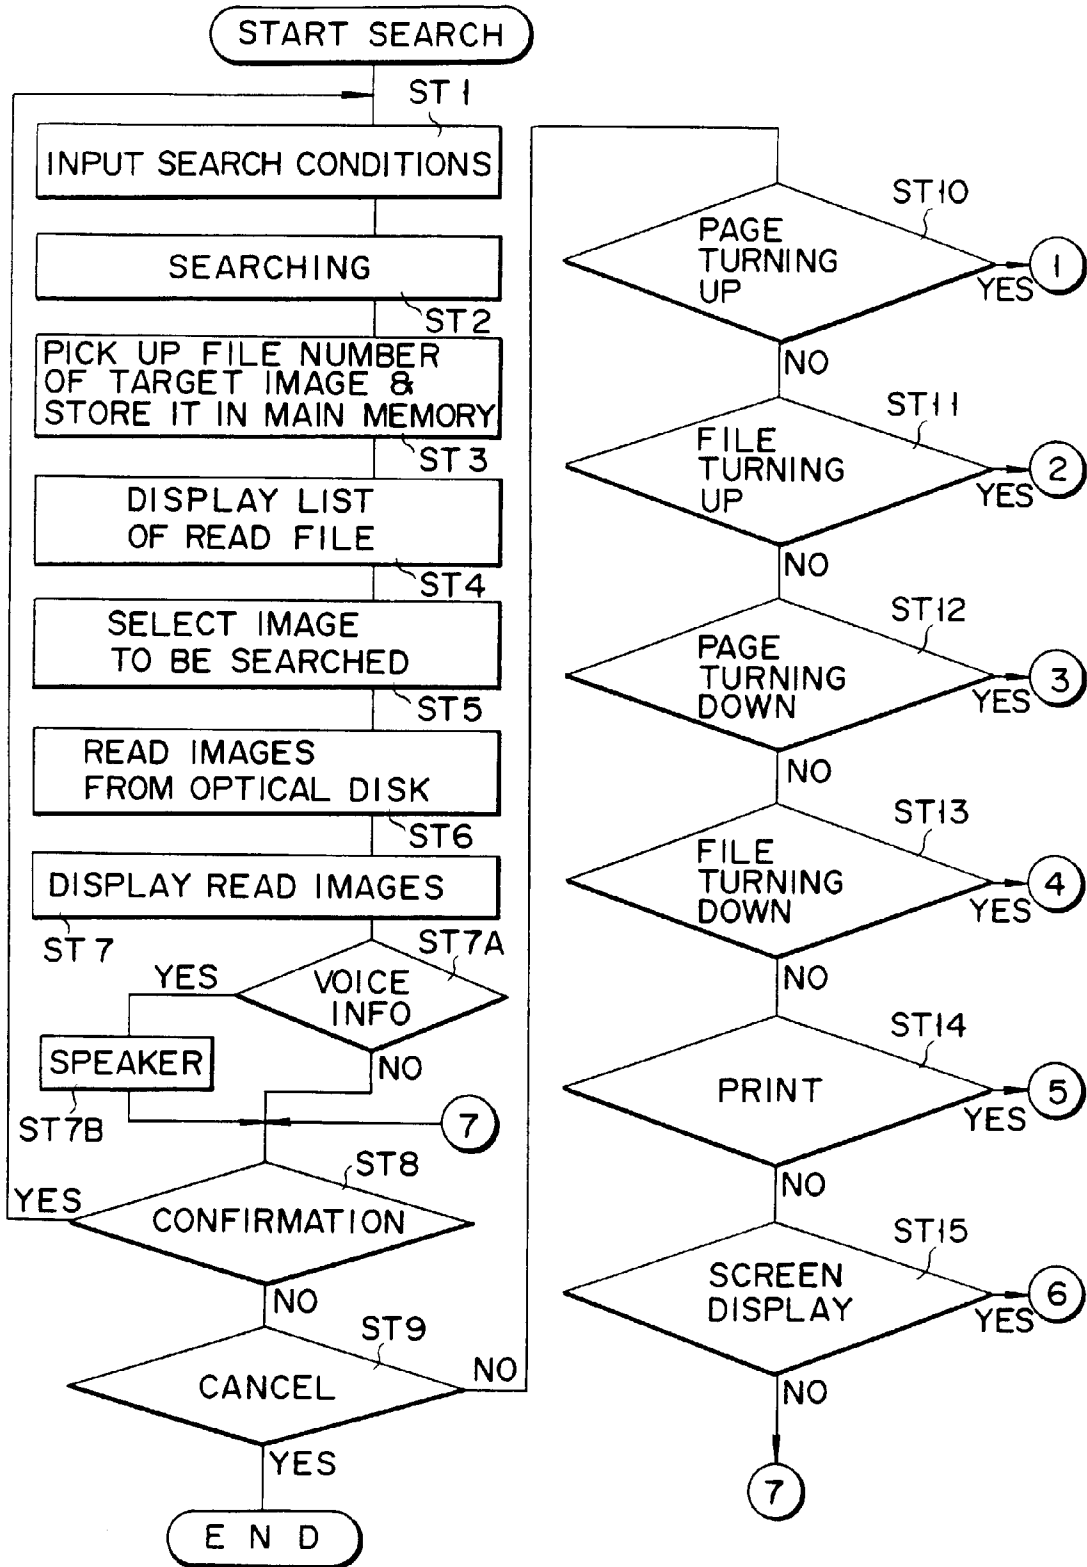 START SEARCH
ST1
INPUT SEARCH CONDITIONS
SEARCHING
ST2
PICK UP FILE NUMBER
OF TARGET IMAGE &
STORE IT IN MAIN MEMORY
ST3
DISPLAY LIST
OF READ FILE
ST4
SELECT IMAGE
TO BE SEARCHED
ST5
READ IMAGES
FROM OPTICAL DISK
ST6
DISPLAY READ IMAGES
ST7
ST7A
YES
VOICE
INFO
SPEAKER
NO
ST7B
7
ST8
YES
CONFIRMATION
NO
ST9
CANCEL
NO
YES
END
ST10
PAGE
TURNING
UP
1
YES
NO
ST11
FILE
TURNING
UP
2
YES
NO
ST12
PAGE
TURNING
DOWN
3
YES
NO
ST13
FILE
TURNING
DOWN
4
YES
NO
ST14
PRINT
5
YES
NO
ST15
SCREEN
DISPLAY
6
YES
NO
7